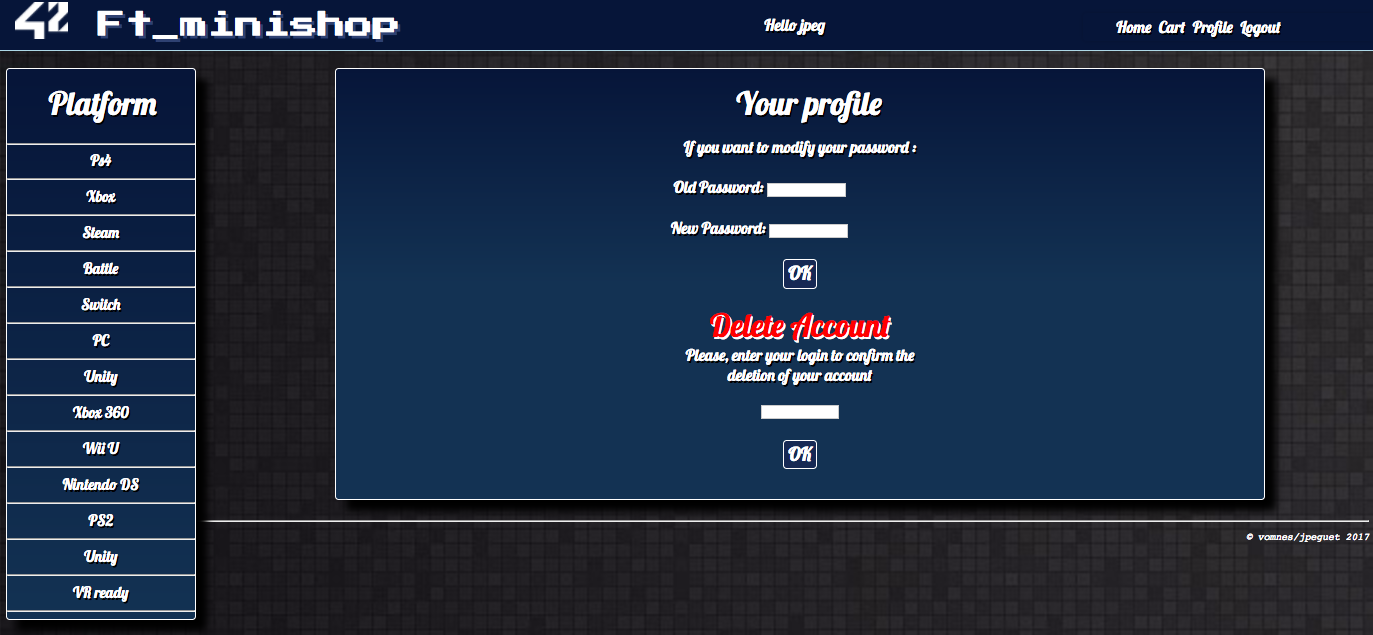 42 Ft_minishop
Hello jpeg
Home Cart Profile Logout
Platform
Ps4
Xbox
Steam
Battle
Switch
PC
Unity
Xbox 360
Wii U
Nintendo DS
PS2
Unity
VR ready
Your profile
If you want to modify your password :
Old Password:
New Password:
OK
Delete Account
Please, enter your login to confirm the
deletion of your account
OK
© vomnes/jpeguet 2017